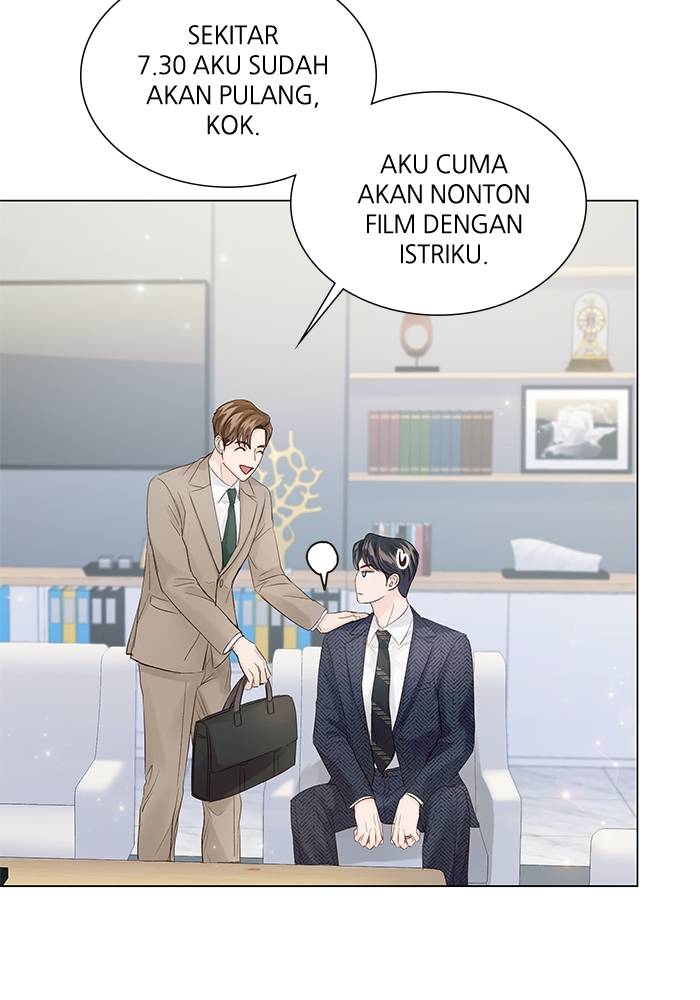 SEKITAR
7.30 AKU SUDAH
AKAN PULANG,
KOK.
AKU CUMA
AKAN NONTON
FILM DENGAN
ISTRIKU.